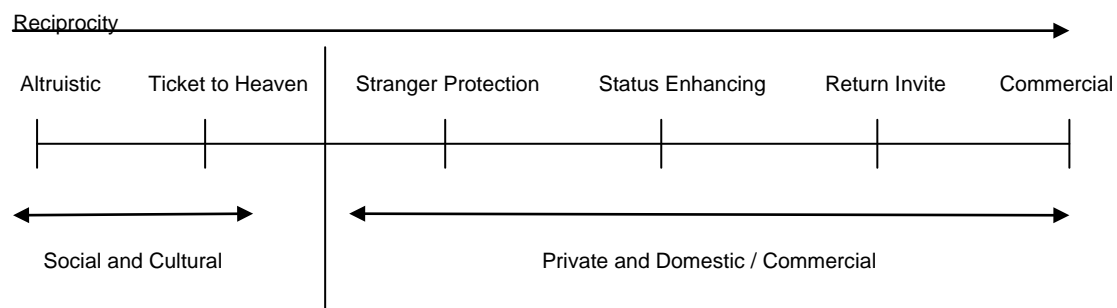 Reciprocity
Altruistic Ticket to Heaven Stranger Protection Status Enhancing Return Invite Commercial
Social and Cultural Private and Domestic / Commercial